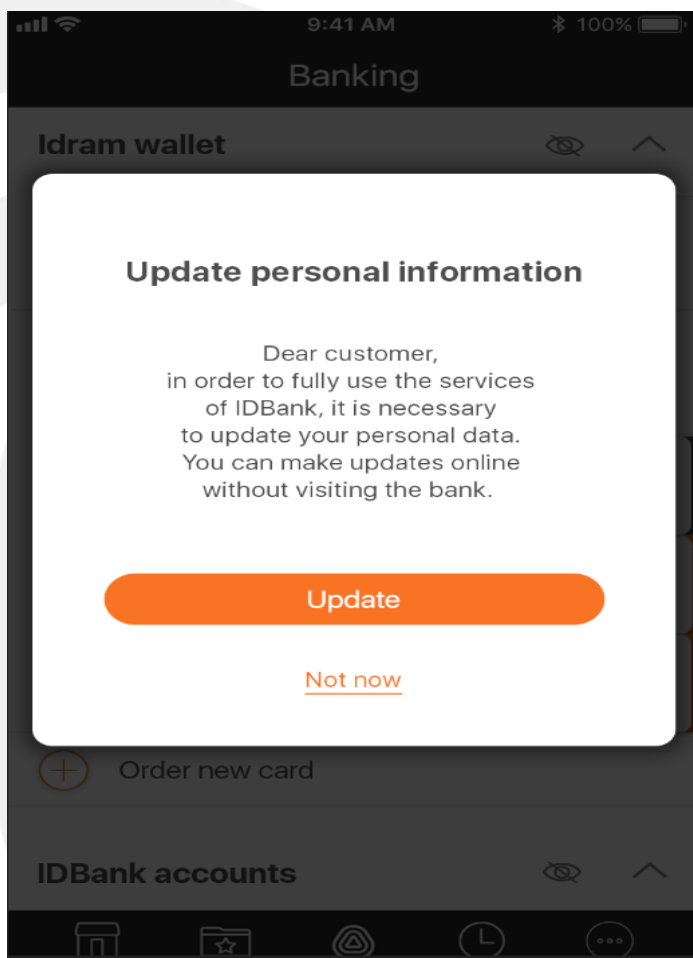 9:41 AM
100%
Banking
Idram wallet
Update personal information
Dear customer,
in order to fully use the services
of IDBank, it is necessary
to update your personal data.
You can make updates online
without visiting the bank.
Update
Not now
Order new card
IDBank accounts